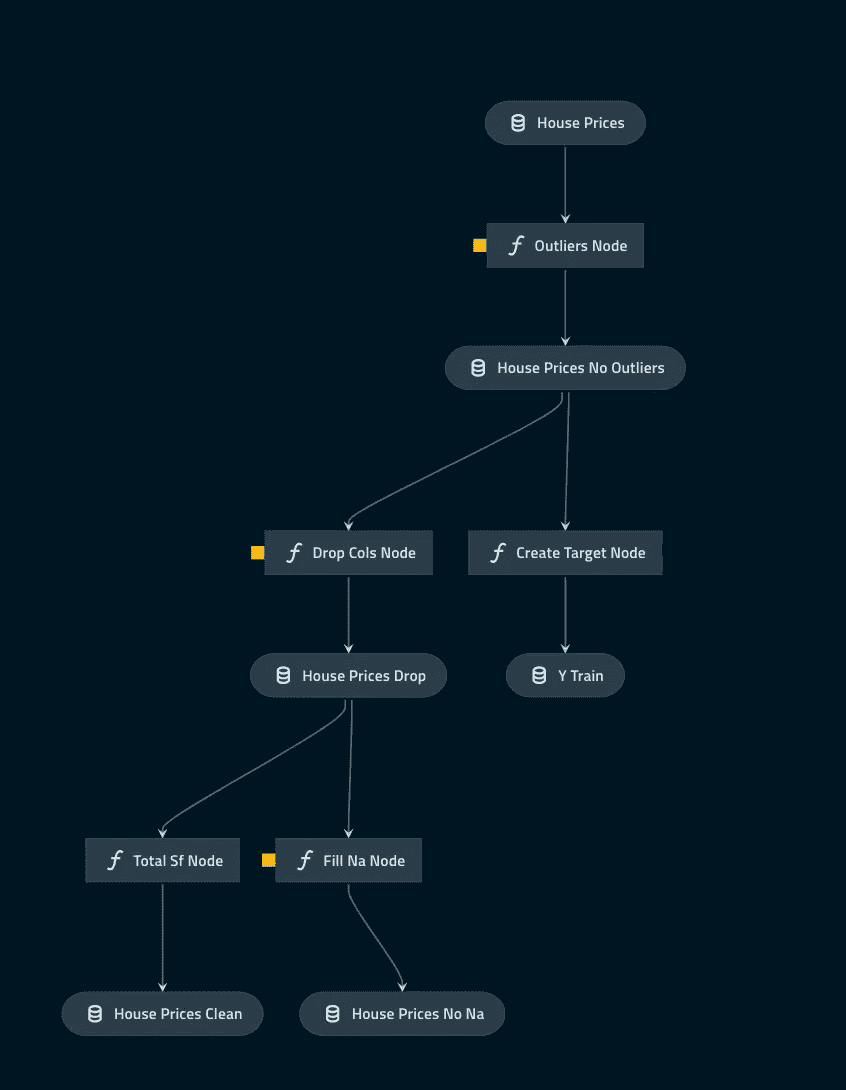 House Prices
Outliers Node
House Prices No Outliers
Drop Cols Node
Create Target Node
House Prices Drop
Y Train
Total Sf Node
Fill Na Node
House Prices Clean
House Prices No Na